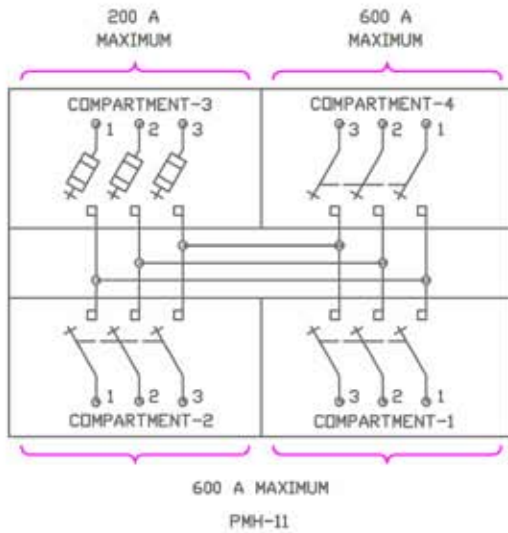 200 A
MAXIMUM
600 A
MAXIMUM
COMPARTMENT-3
1 2 3
COMPARTMENT-4
3 2 1
1 2 3
COMPARTMENT-2
3 2 1
COMPARTMENT-1
600 A MAXIMUM
PMH-11